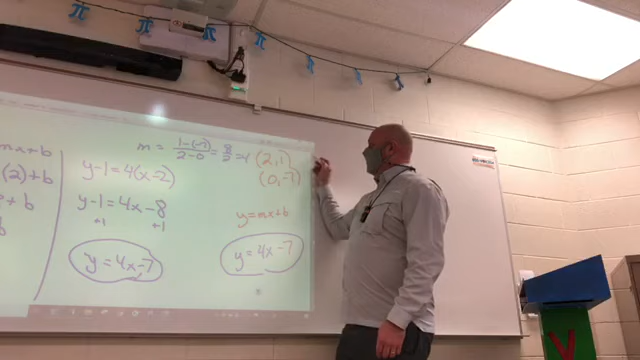 mx+b
(2)+b
+b
b
m = 1-(-7)/2-0 = 8/2 = 4
y-1=4(x-2)
y-1=4x-8
+1 +1
y=4x-7
(2,1)
(0,-7)
y=mx+b
y=4x-7